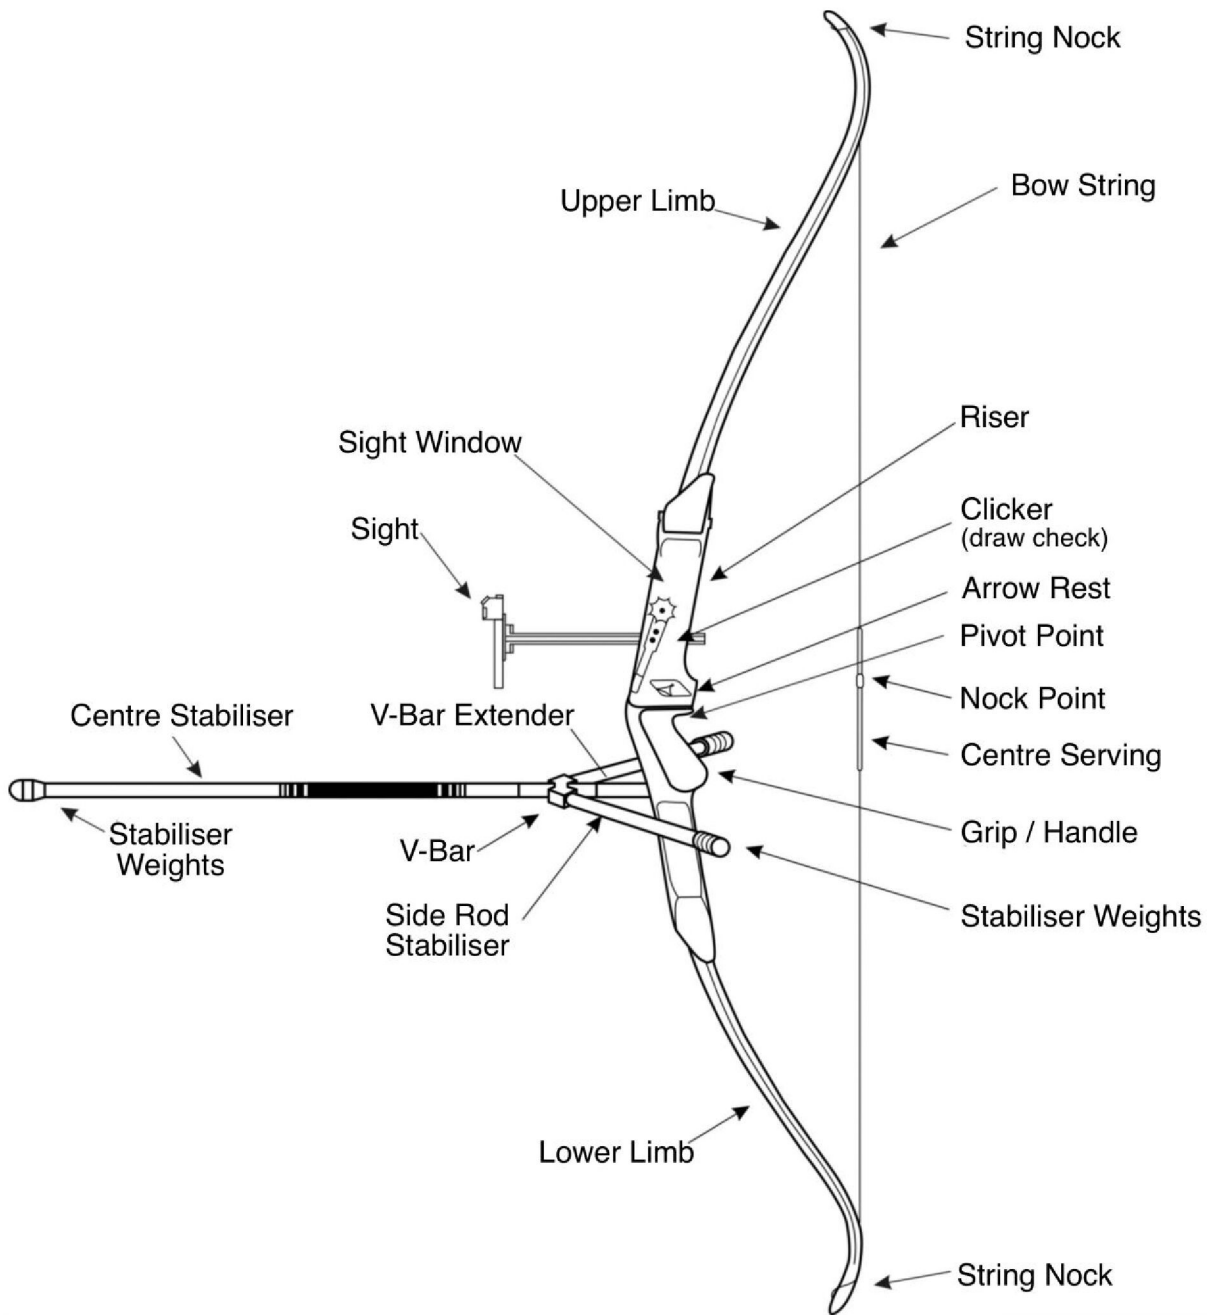 String Nock
Bow String
Upper Limb
Riser
Sight Window
Clicker
(draw check)
Sight
Arrow Rest
Pivot Point
Nock Point
V-Bar Extender
Centre Stabiliser
Centre Serving
Stabiliser
Weights
Grip / Handle
V-Bar
Side Rod
Stabiliser
Stabiliser Weights
Lower Limb
String Nock